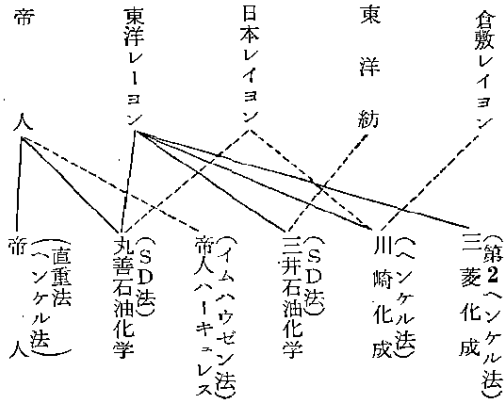 帝人
東洋レーヨン
日本レイヨン
東洋紡
倉敷レイヨン
帝人
(直重法
ヘンケル法)
丸善石油化学
(SD法)
帝人ハーキュレス
(イムハウゼン法)
三井石油化学
(SD法)
川崎化成
(ヘンケル法)
三菱化成
(第2ヘンケル法)